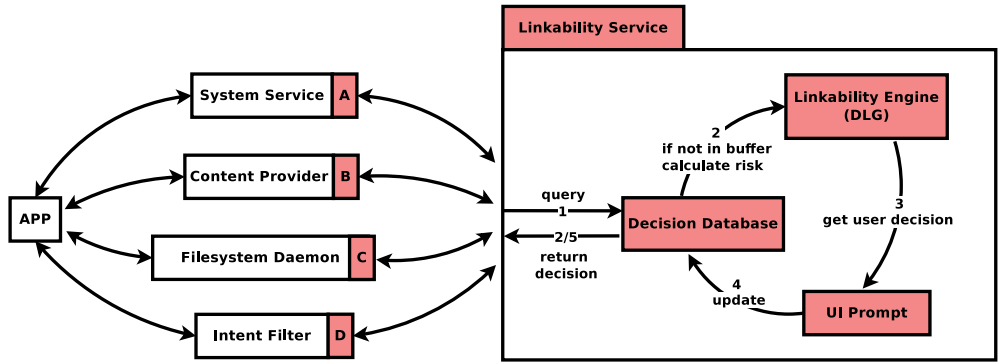 Linkability Service
System Service A
Content Provider B
APP
Filesystem Daemon C
Intent Filter D
query
1
2/5
return
decision
Decision Database
2
if not in buffer
calculate risk
Linkability Engine
(DLG)
3
get user decision
4
update
UI Prompt